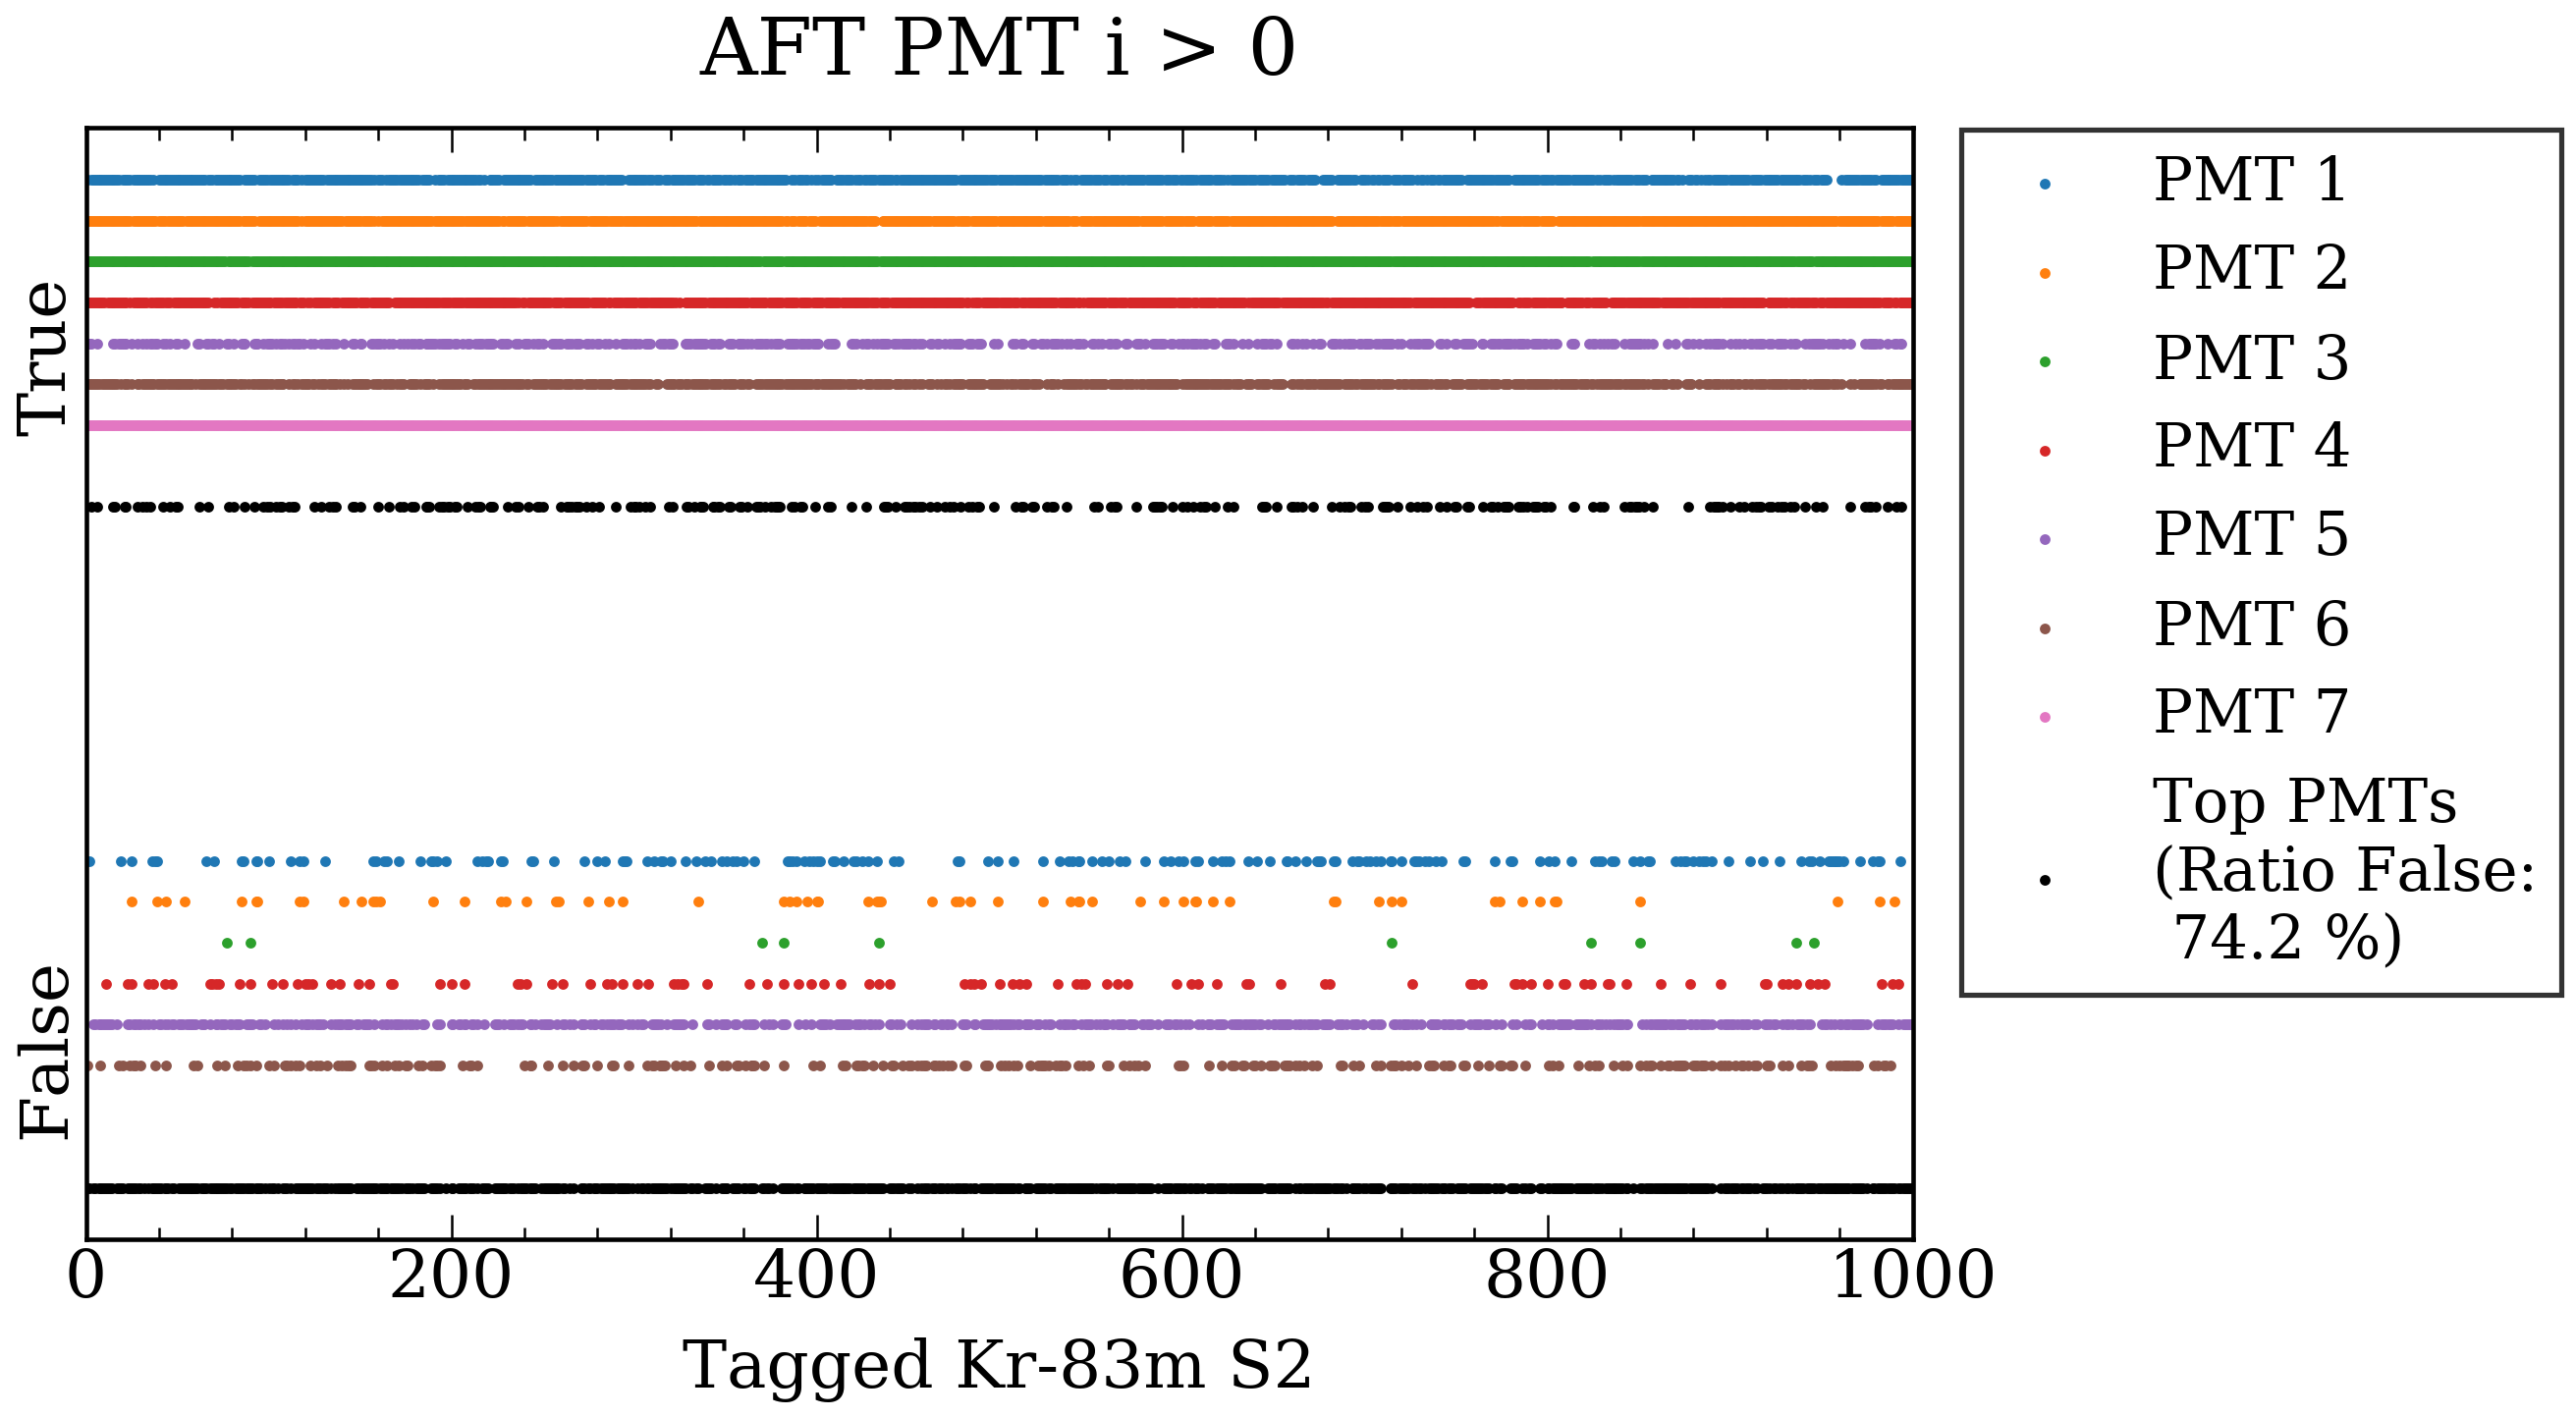 AFT PMT i > 0
True
False
0 200 400 600 800 1000
Tagged Kr-83m S2
PMT 1
PMT 2
PMT 3
PMT 4
PMT 5
PMT 6
PMT 7
Top PMTs
(Ratio False:
74.2 %)